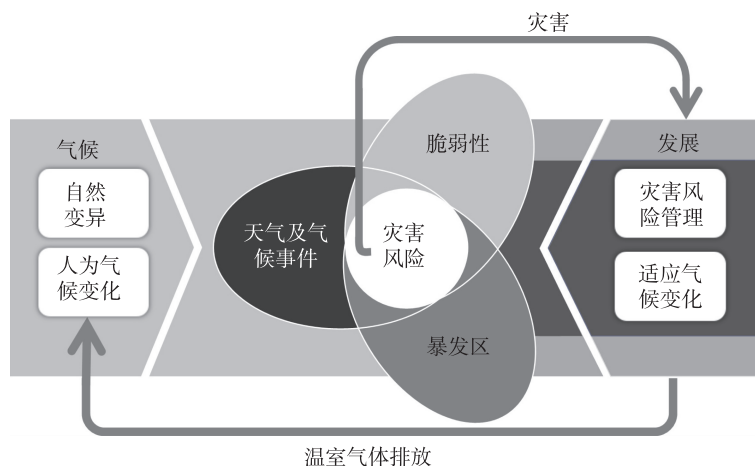 灾害
气候
自然
变异
人为气
候变化
天气及气
候事件
脆弱性
灾害
风险
暴发区
发展
灾害风
险管理
适应气
候变化
温室气体排放